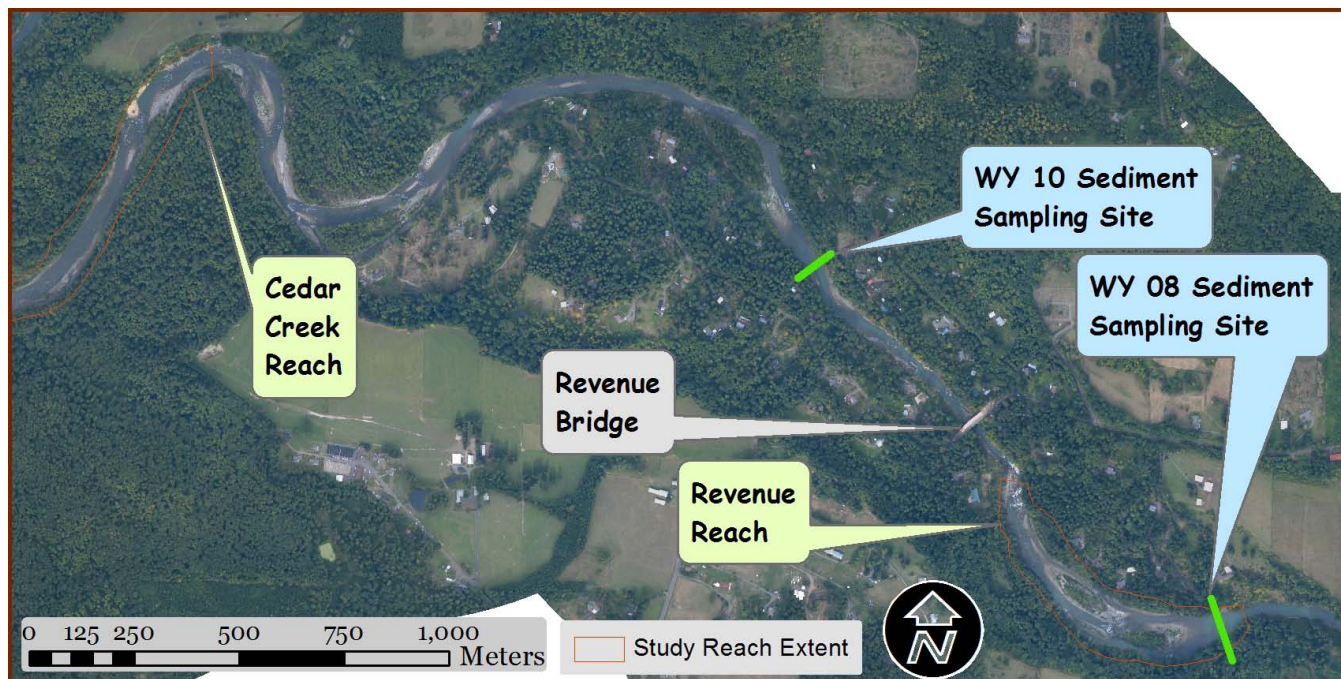 WY 10 Sediment
Sampling Site
WY 08 Sediment
Sampling Site
Cedar
Creek
Reach
Revenue
Bridge
Revenue
Reach
0 125 250 500 750 1,000
Meters
Study Reach Extent
N